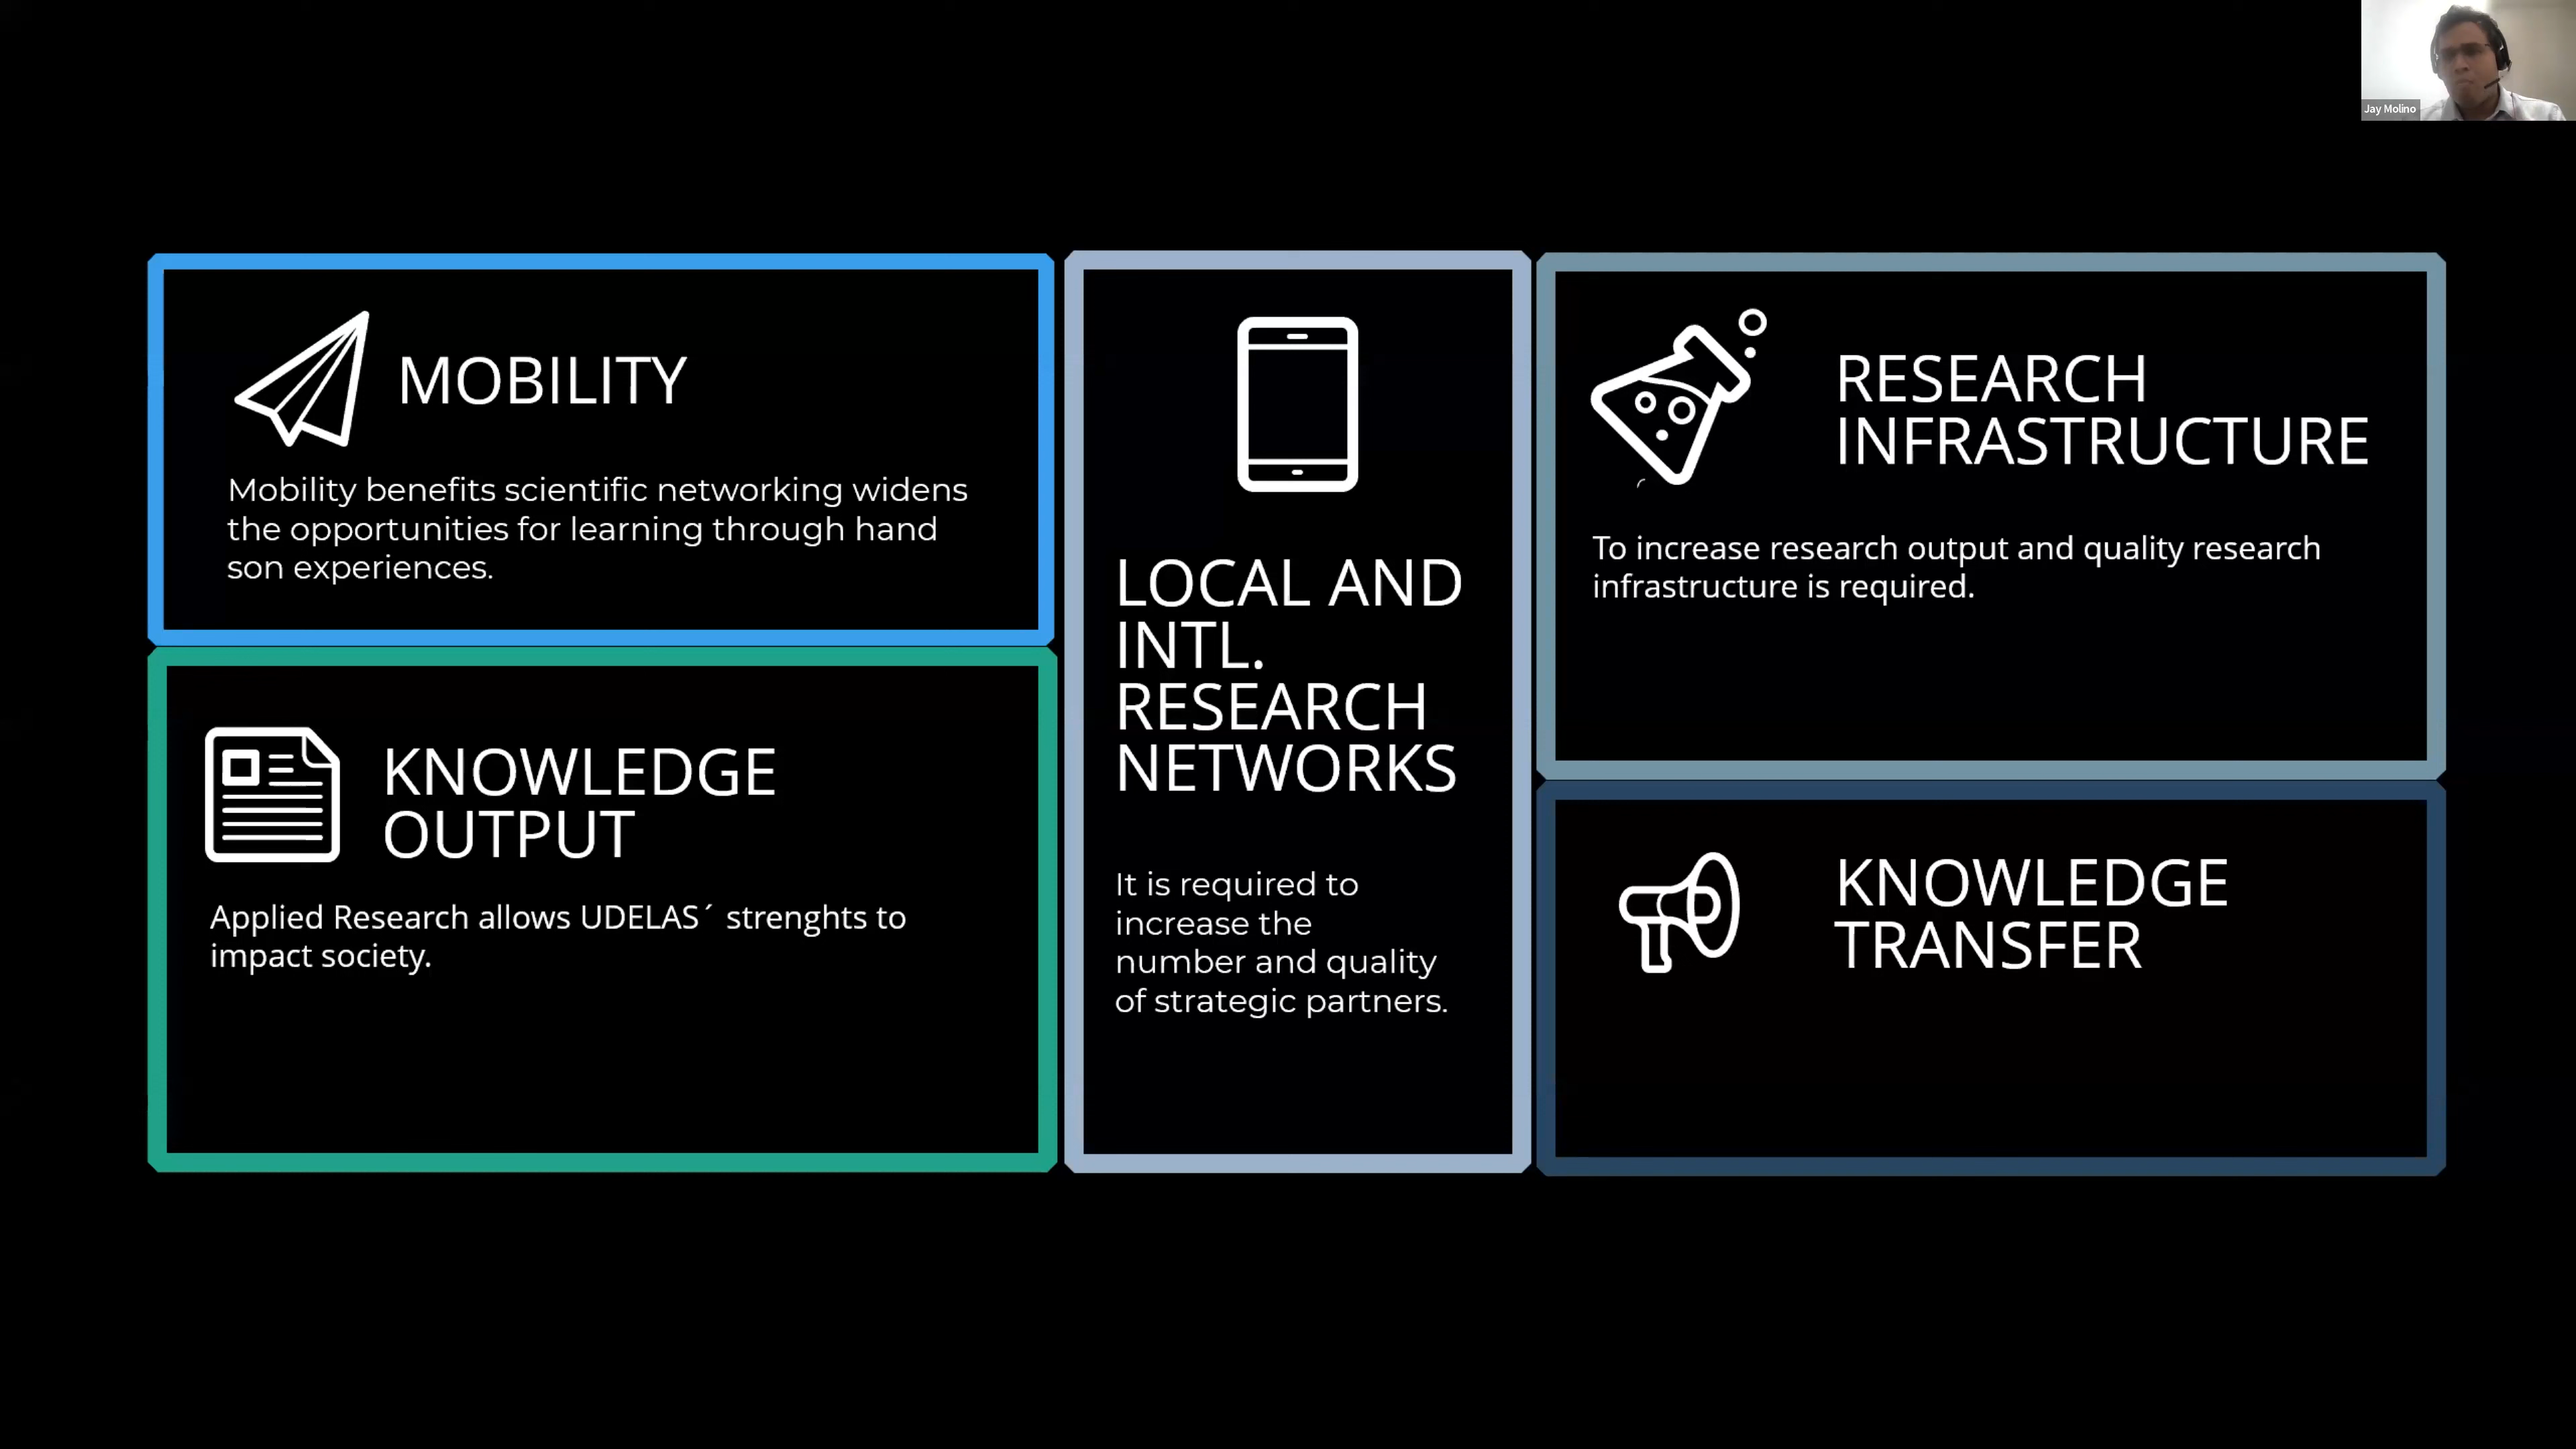 Jay Molino
MOBILITY
Mobility benefits scientific networking widens
the opportunities for learning through hand
son experiences.
KNOWLEDGE
OUTPUT
Applied Research allows UDELAS´ strenghts to
impact society.
LOCAL AND
INTL.
RESEARCH
NETWORKS
It is required to
increase the
number and quality
of strategic partners.
RESEARCH
INFRASTRUCTURE
To increase research output and quality research
infrastructure is required.
KNOWLEDGE
TRANSFER